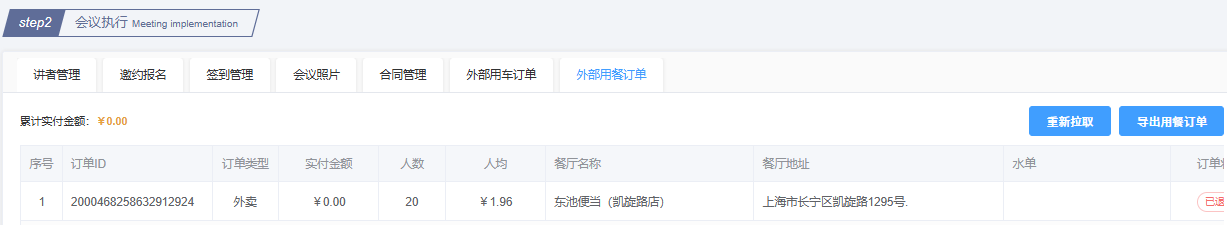 step2 会议执行 Meeting implementation
讲者管理 邀约报名 签到管理 会议照片 合同管理 外部用车订单 外部用餐订单
累计实付金额: ￥0.00 重新拉取 导出用餐订单
序号 订单ID 订单类型 实付金额 人数 人均 餐厅名称 餐厅地址 水单 订单
1 2000468258632912924 外卖 ￥0.00 20 ￥1.96 东池便当（凯旋路店） 上海市长宁区凯旋路1295号. 已退